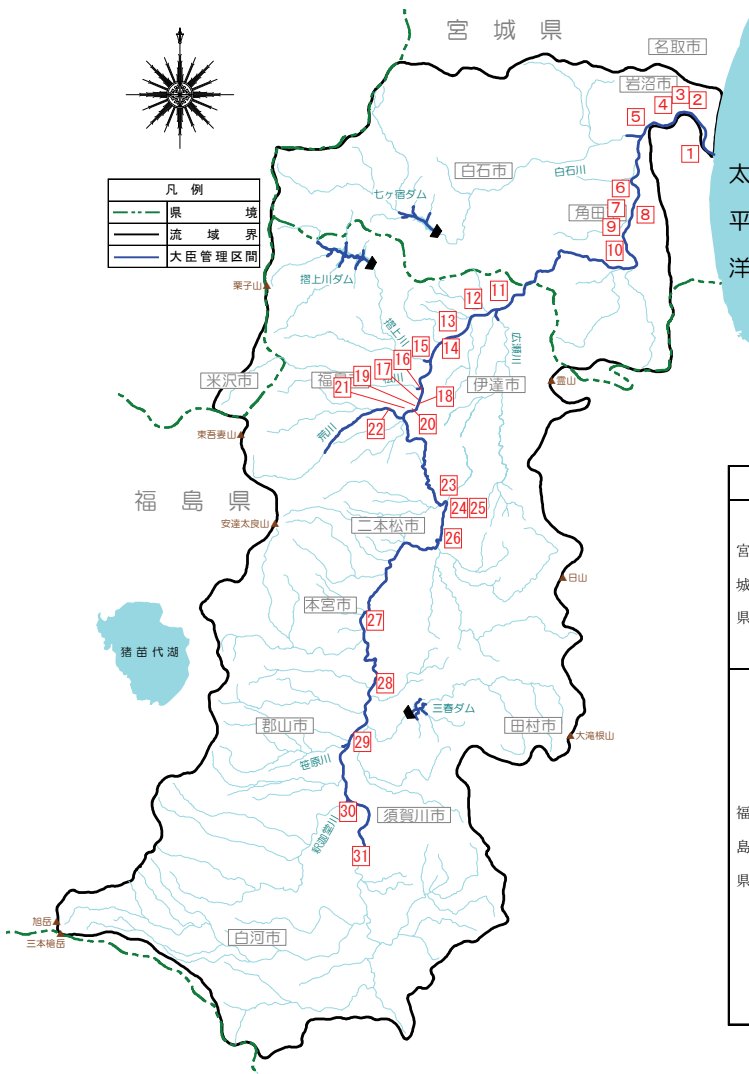 宮城県
名取市
岩沼市
3
2
4
5
1
太平洋
白石市
白石川
凡例
県境
流域界
大臣管理区間
七ヶ宿ダム
6
7
角田
8
9
10
摺上川ダム
栗子山
11
12
13
摺上川
広瀬川
14
15
16
17
米沢市
福島
19
伊達市
霊山
21
18
20
22
荒川
東吾妻山
23
福島県
24
25
安達太良山
二本松市
26
宮城県
日山
本宮市
27
猪苗代湖
28
三春ダム
郡山市
田村市
29
大滝根山
笹原川
30
須賀川市
釈迦堂川
福島県
31
旭岳
三本槍岳
白河市